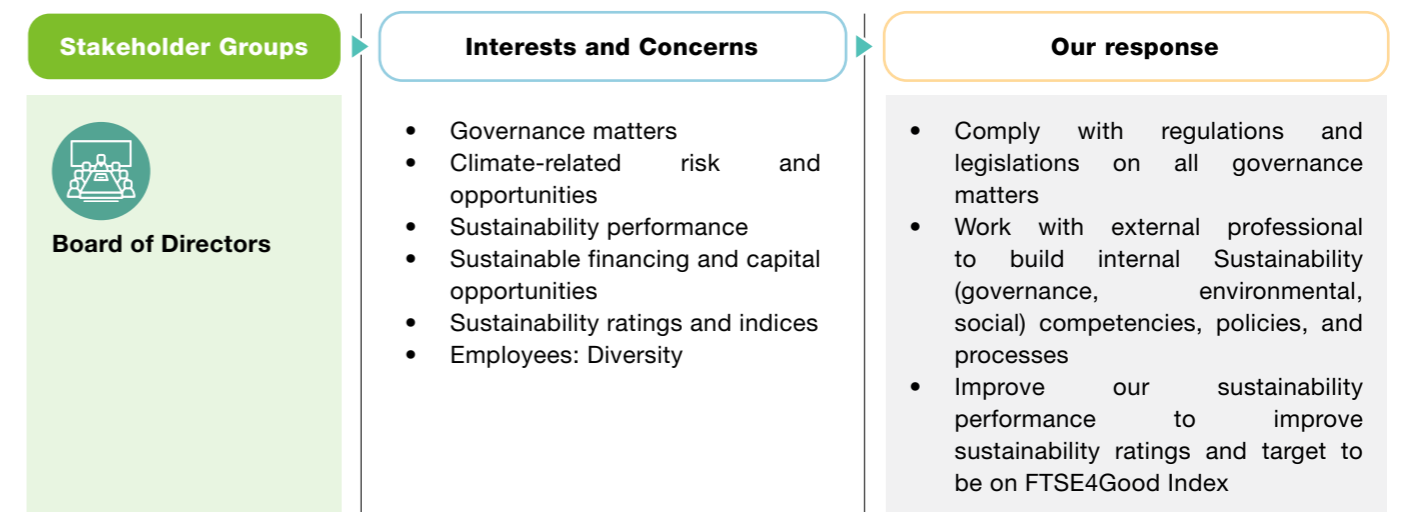 Stakeholder Groups
Interests and Concerns
Our response
Board of Directors
• Governance matters
• Climate-related risk and
opportunities
• Sustainability performance
• Sustainable financing and capital
opportunities
• Sustainability ratings and indices
• Employees: Diversity
• Comply with regulations and
legislations on all governance
matters
• Work with external professional
to build internal Sustainability
(governance, environmental,
social) competencies, policies, and
processes
• Improve our sustainability
performance to improve
sustainability ratings and target to
be on FTSE4Good Index